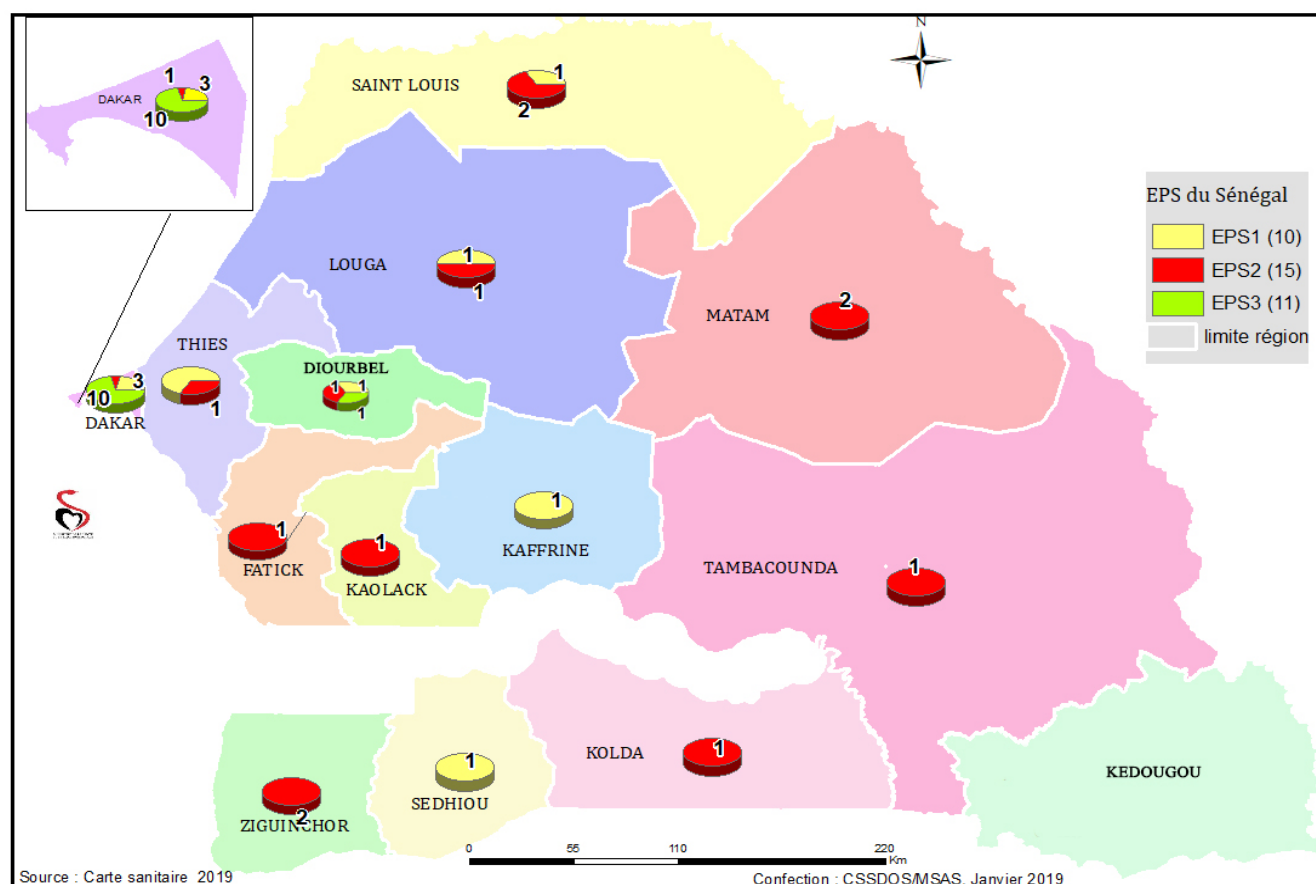 N
1
3
DAKAR
10
SAINT LOUIS
1
2
EPS du Sénégal
EPS1 (10)
EPS2 (15)
EPS3 (11)
limite région
LOUGA
1
1
MATAM
2
THIES
1
DIOURBEL
1
1
1
3
10
DAKAR
1
FATICK
1
KAOLACK
1
KAFFRINE
TAMBACOUNDA
1
2
ZIGUINCHOR
1
SEDHIOU
KOLDA
1
KEDOUGOU
0
55
110
220
Km
Source : Carte sanitaire 2019
Confection : CSSDOS/MSAS, Janvier 2019